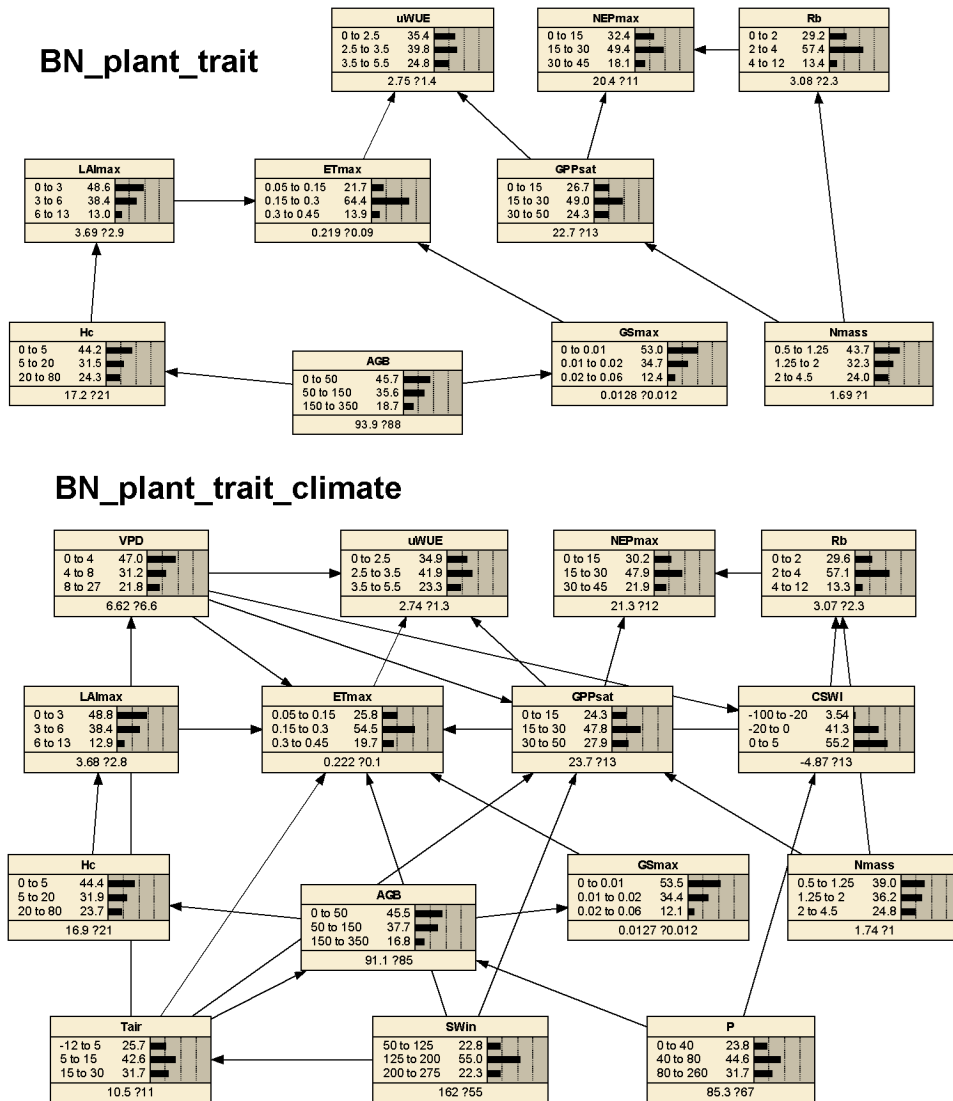 BN_plant_trait
uWUE
0 to 2.5 35.4
2.5 to 3.5 39.8
3.5 to 5.5 24.8
2.75 ?1.4
NEPmax
0 to 15 32.4
15 to 30 49.4
30 to 45 18.1
20.4 ?11
Rb
0 to 2 29.2
2 to 4 57.4
4 to 12 13.4
3.08 ?2.3
LAImax
0 to 3 48.6
3 to 6 38.4
6 to 13 13.0
3.69 ?2.9
ETmax
0.05 to 0.15 21.7
0.15 to 0.3 64.4
0.3 to 0.45 13.9
0.219 ?0.09
GPPsat
0 to 15 26.7
15 to 30 49.0
30 to 50 24.3
22.7 ?13
Hc
0 to 5 44.2
5 to 20 31.5
20 to 80 24.3
17.2 ?21
AGB
0 to 50 45.7
50 to 150 35.6
150 to 350 18.7
93.9 ?88
GSmax
0 to 0.01 53.0
0.01 to 0.02 34.7
0.02 to 0.06 12.4
0.0128 ?0.012
Nmass
0.5 to 1.25 43.7
1.25 to 2 32.3
2 to 4.5 24.0
1.69 ?1
BN_plant_trait_climate
VPD
0 to 4 47.0
4 to 8 31.2
8 to 27 21.8
6.62 ?6.6
uWUE
0 to 2.5 34.9
2.5 to 3.5 41.9
3.5 to 5.5 23.3
2.74 ?1.3
NEPmax
0 to 15 30.2
15 to 30 47.9
30 to 45 21.9
21.3 ?12
Rb
0 to 2 29.6
2 to 4 57.1
4 to 12 13.3
3.07 ?2.3
LAImax
0 to 3 48.8
3 to 6 38.4
6 to 13 12.9
3.68 ?2.8
ETmax
0.05 to 0.15 25.8
0.15 to 0.3 54.5
0.3 to 0.45 19.7
0.222 ?0.1
GPPsat
0 to 15 24.3
15 to 30 47.8
30 to 50 27.9
23.7 ?13
CSWI
-100 to -20 3.54
-20 to 0 41.3
0 to 5 55.2
-4.87 ?13
Hc
0 to 5 44.4
5 to 20 31.9
20 to 80 23.7
16.9 ?21
AGB
0 to 50 45.5
50 to 150 37.7
150 to 350 16.8
91.1 ?85
GSmax
0 to 0.01 53.5
0.01 to 0.02 34.4
0.02 to 0.06 12.1
0.0127 ?0.012
Nmass
0.5 to 1.25 39.0
1.25 to 2 36.2
2 to 4.5 24.8
1.74 ?1
Tair
-12 to 5 25.7
5 to 15 42.6
15 to 30 31.7
10.5 ?11
SWin
50 to 125 22.8
125 to 200 55.0
200 to 275 22.3
162 ?55
P
0 to 40 23.8
40 to 80 44.6
80 to 260 31.7
85.3 ?67